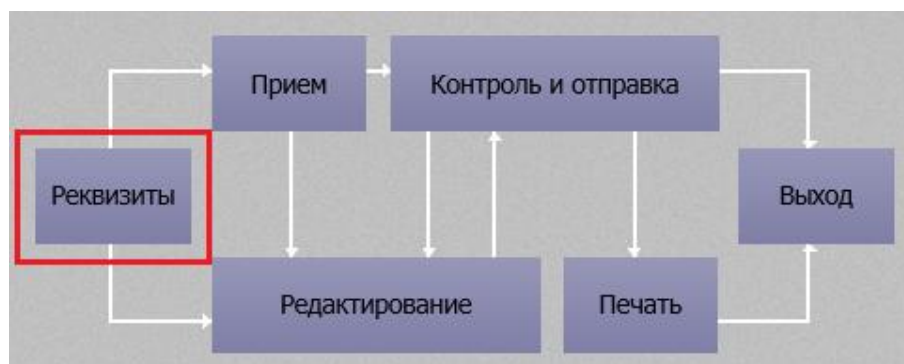 Прием
Контроль и отправка
Реквизиты
Выход
Редактирование
Печать